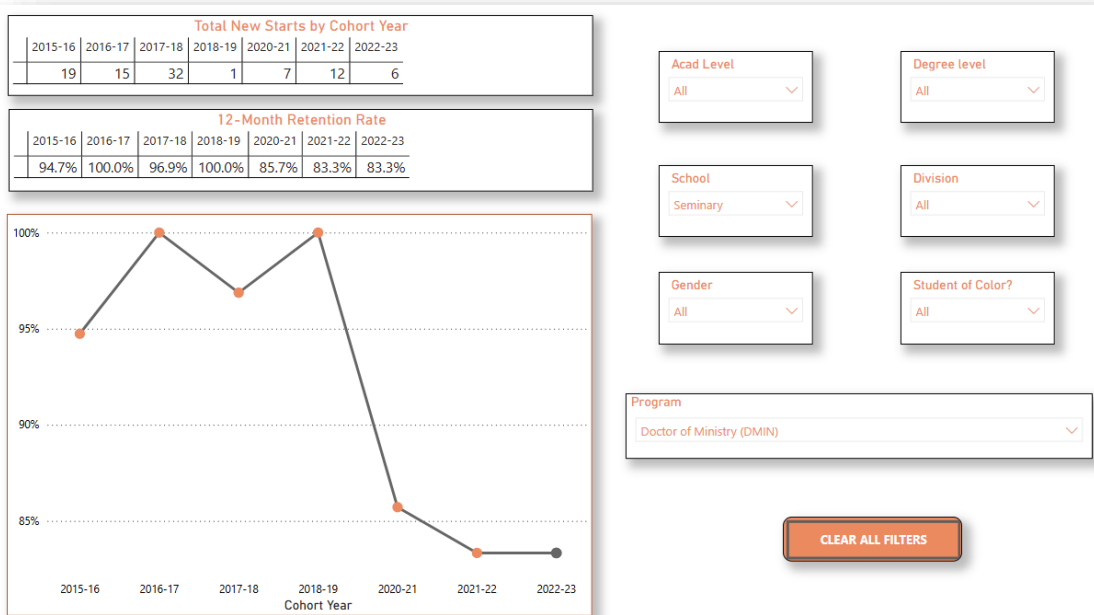 Total New Starts by Cohort Year
2015-16 2016-17 2017-18 2018-19 2020-21 2021-22 2022-23
19 15 32 1 7 12 6
12-Month Retention Rate
2015-16 2016-17 2017-18 2018-19 2020-21 2021-22 2022-23
94.7% 100.0% 96.9% 100.0% 85.7% 83.3% 83.3%
100%
95%
90%
85%
2015-16 2016-17 2017-18 2018-19 2020-21 2021-22 2022-23
Cohort Year
Acad Level
All
Degree level
All
School
Seminary
Division
All
Gender
All
Student of Color?
All
Program
Doctor of Ministry (DMIN)
CLEAR ALL FILTERS